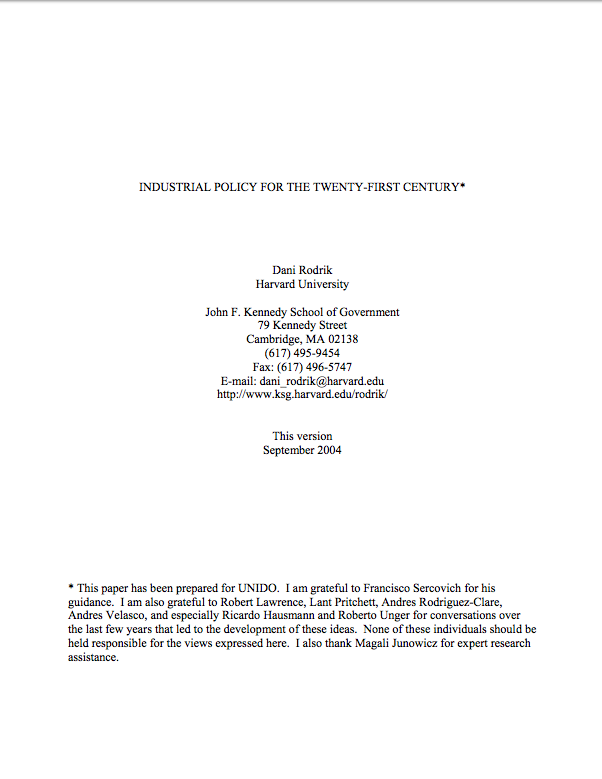 INDUSTRIAL POLICY FOR THE TWENTY-FIRST CENTURY*
Dani Rodrik
Harvard University
John F. Kennedy School of Government
79 Kennedy Street
Cambridge, MA 02138
(617) 495-9454
Fax: (617) 496-5747
E-mail: dani_rodrik@harvard.edu
http://www.ksg.harvard.edu/rodrik/
This version
September 2004
* This paper has been prepared for UNIDO. I am grateful to Francisco Sercovich for his
guidance. I am also grateful to Robert Lawrence, Lant Pritchett, Andres Rodriguez-Clare,
Andres Velasco, and especially Ricardo Hausmann and Roberto Unger for conversations over
the last few years that led to the development of these ideas. None of these individuals should be
held responsible for the views expressed here. I also thank Magali Junowicz for expert research
assistance.